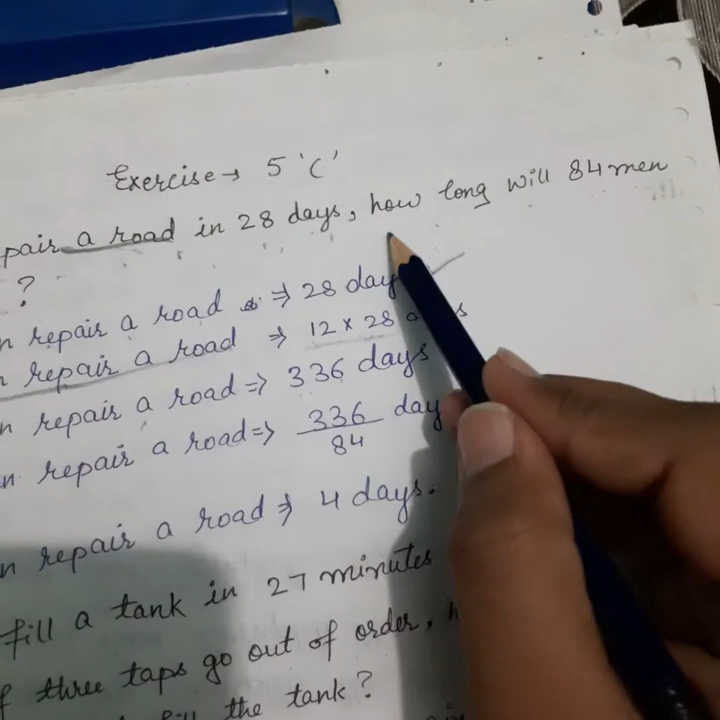 Exercise → 5 'C'
pair a road in 28 days, how long will 84 men
?
n repair a road ⇒ 28 day
repair a road ⇒ 12 x 28
n repair a road ⇒ 336 days
n repair a road ⇒ 336/84 day
n repair a road ⇒ 4 days.
fill a tank in 27 minutes
f three taps go out of order,
fill the tank?